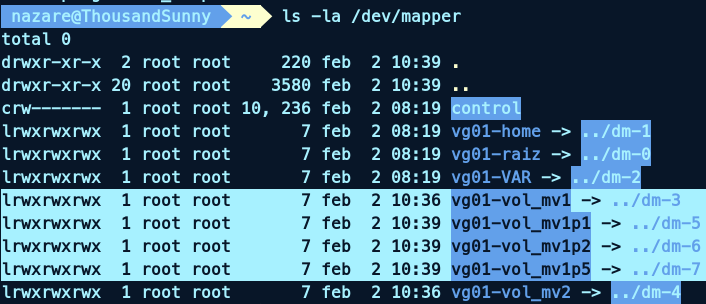 nazare@ThousandSunny ~ ls -la /dev/mapper
total 0
drwxr-xr-x  2 root root     220 feb  2 10:39 .
drwxr-xr-x 20 root root    3580 feb  2 10:39 ..
crw-------  1 root root 10, 236 feb  2 08:19 control
lrwxrwxrwx  1 root root       7 feb  2 08:19 vg01-home -> ../dm-1
lrwxrwxrwx  1 root root       7 feb  2 08:19 vg01-raiz -> ../dm-0
lrwxrwxrwx  1 root root       7 feb  2 08:19 vg01-VAR -> ../dm-2
lrwxrwxrwx  1 root root       7 feb  2 10:36 vg01-vol_mv1 -> ../dm-3
lrwxrwxrwx  1 root root       7 feb  2 10:39 vg01-vol_mv1p1 -> ../dm-5
lrwxrwxrwx  1 root root       7 feb  2 10:39 vg01-vol_mv1p2 -> ../dm-6
lrwxrwxrwx  1 root root       7 feb  2 10:39 vg01-vol_mv1p5 -> ../dm-7
lrwxrwxrwx  1 root root       7 feb  2 10:36 vg01-vol_mv2 -> ../dm-4